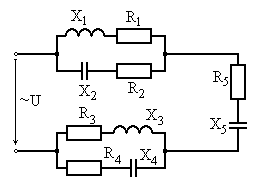 X₁ R₁
X₂ R₂
R₅
~U
R₃ X₃ X₅
R₄ X₄